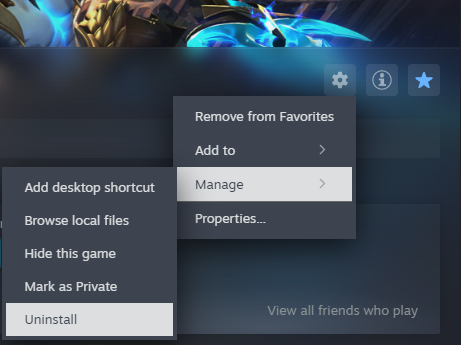 Remove from Favorites
Add to
Manage
Properties...
Add desktop shortcut
Browse local files
Hide this game
Mark as Private
Uninstall
View all friends who play